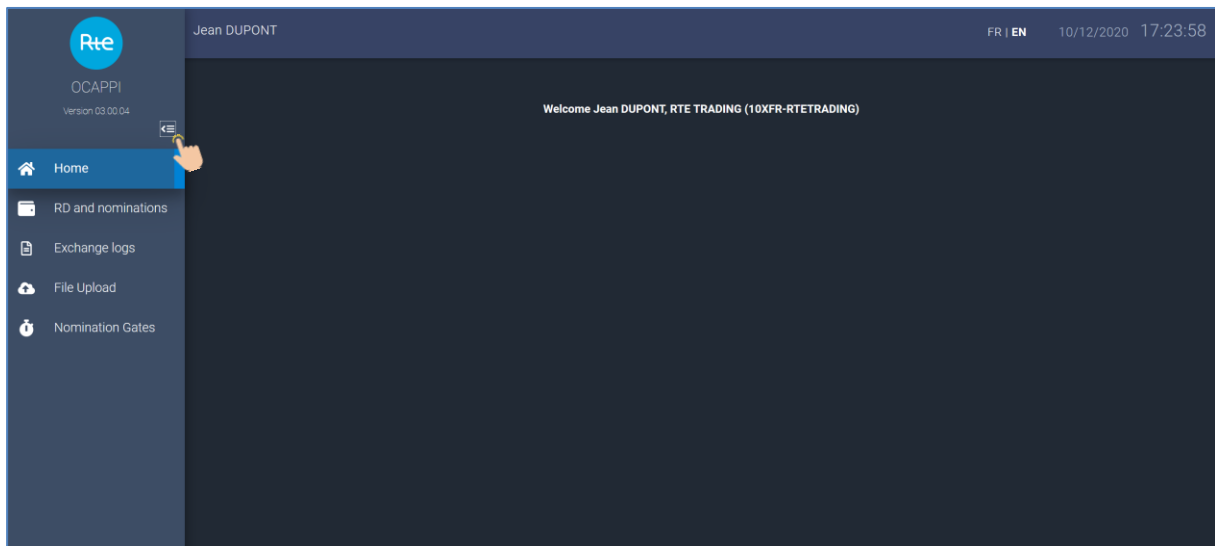 Rte
OCAPPI
Version 03.00.04
Home
RD and nominations
Exchange logs
File Upload
Nomination Gates
Jean DUPONT
FR | EN
10/12/2020 17:23:58
Welcome Jean DUPONT, RTE TRADING (10XFR-RTETRADING)